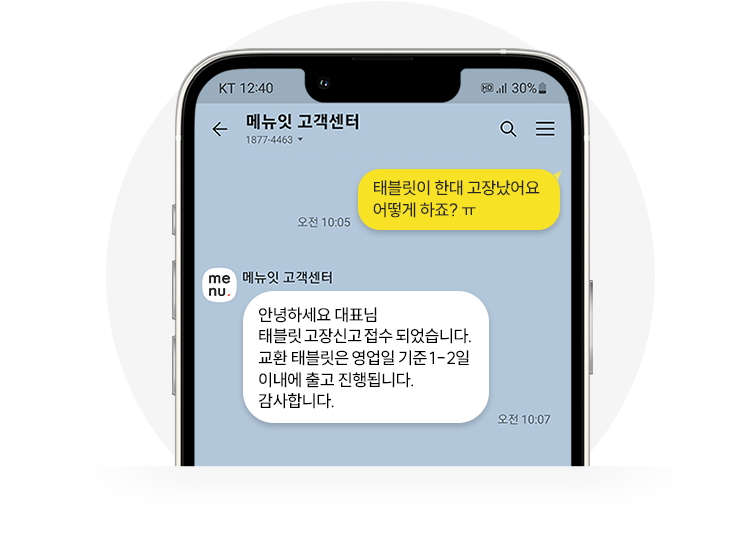 KT 12:40
HD 30%
메뉴잇 고객센터
1877-4463
태블릿이 한대 고장났어요
어떻게 하죠? ㅠ
오전 10:05
me
nu.
메뉴잇 고객센터
안녕하세요 대표님
태블릿 고장신고 접수 되었습니다.
교환 태블릿은 영업일 기준 1-2일
이내에 출고 진행됩니다.
감사합니다.
오전 10:07